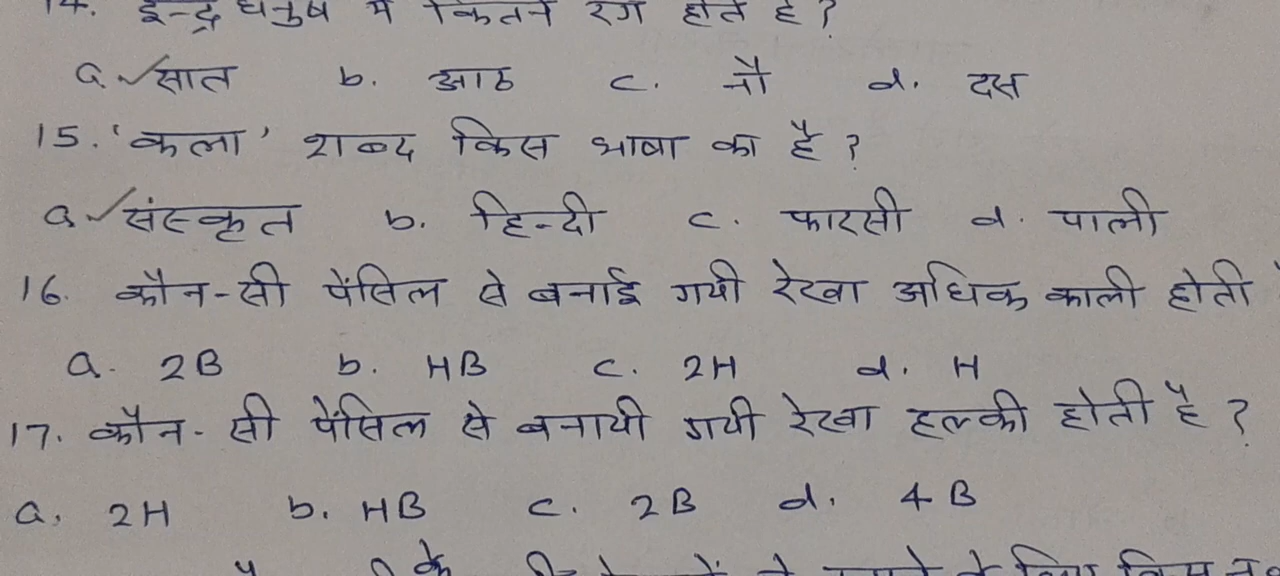 14. इन्द्र धनुष में कितने रंग होते है?
a. ✓सात b. आठ c. नौ d. दस
15. 'कला' शब्द किस भाषा का है?
a. ✓संस्कृत b. हिन्दी c. फारसी d. पाली
16. कौन-सी पेंसिल से बनाई गयी रेखा अधिक काली होती
a. 2B b. HB c. 2H d. H
17. कौन-सी पेंसिल से बनायी गयी रेखा हल्की होती है?
a. 2H b. HB c. 2B d. 4B